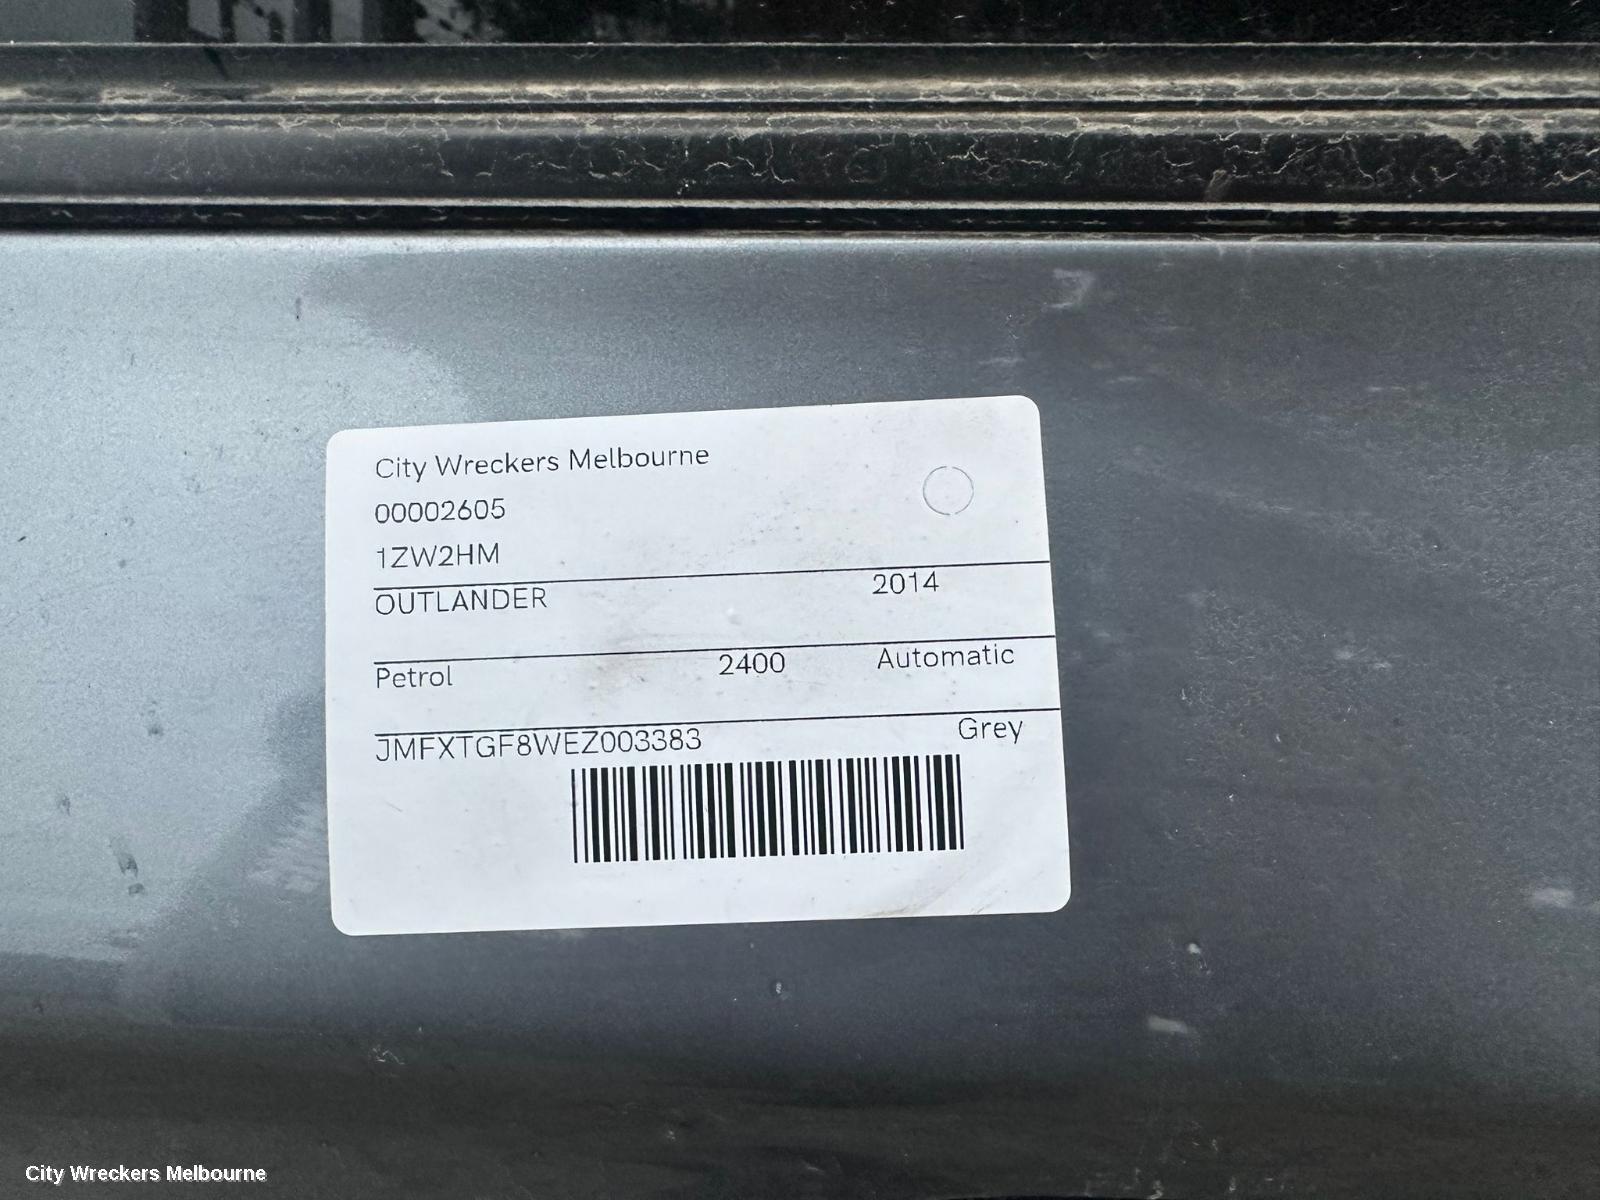 City Wreckers Melbourne
00002605
1ZW2HM
OUTLANDER 2014
Petrol 2400 Automatic
JMFXTGF8WEZ003383 Grey
City Wreckers Melbourne